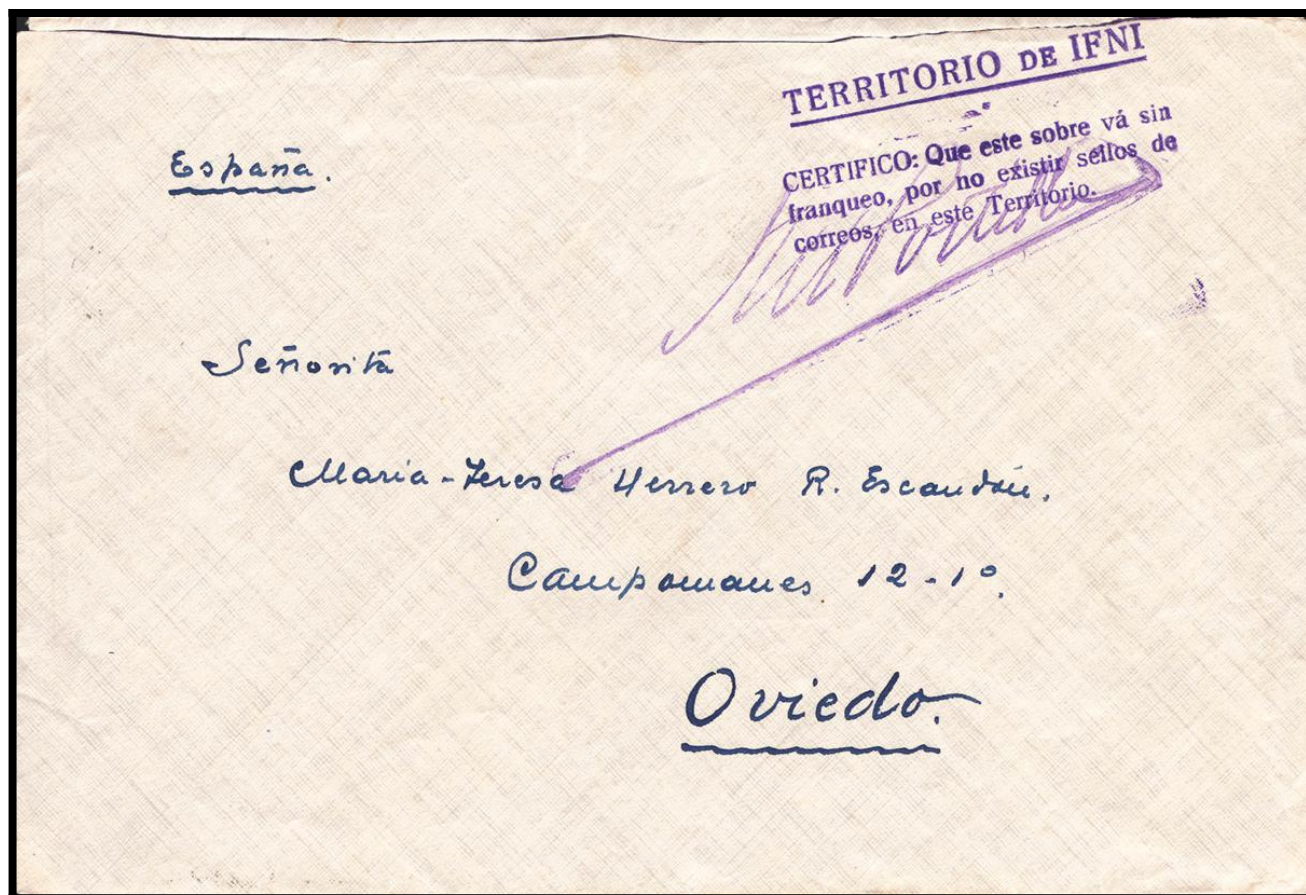 TERRITORIO DE IFNI
CERTIFICO: Que este sobre vá sin
franqueo, por no existir sellos de
correos, en este Territorio.
España.
Señorita
Maria-Teresa Herrero R. Escandón.
Campomanes 12-1º.
Oviedo.